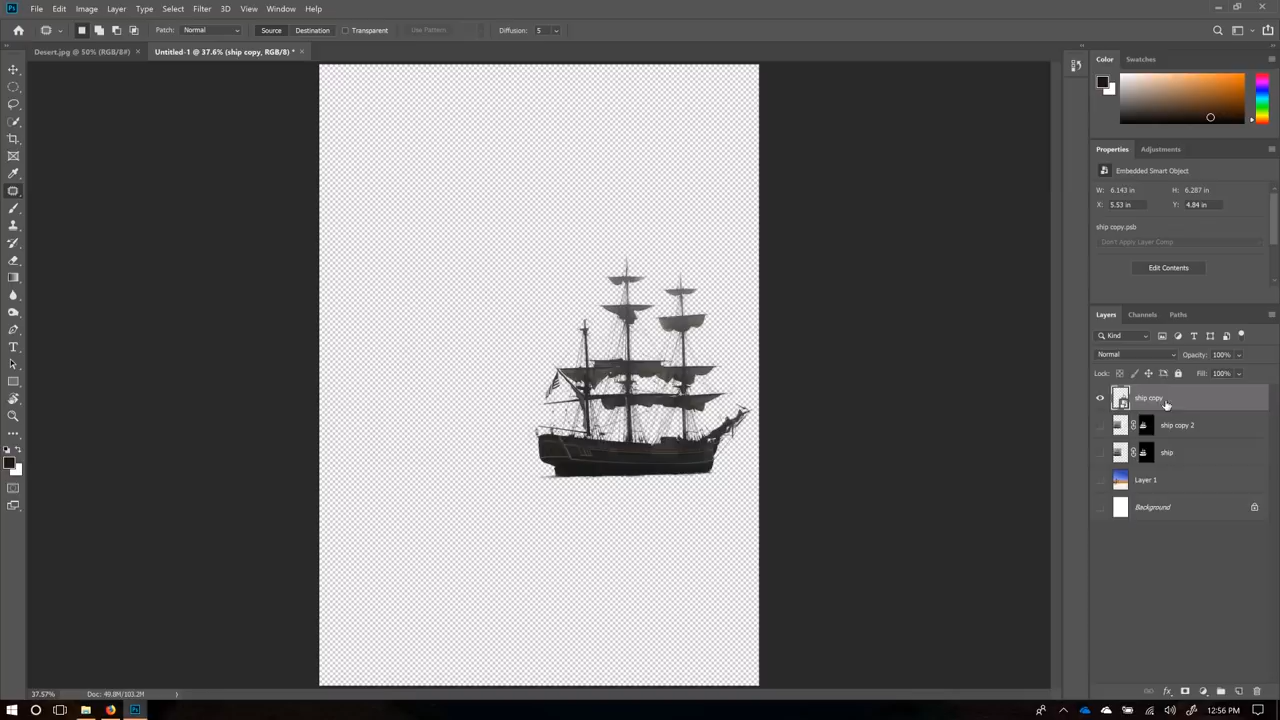 Ps File Edit Image Layer Type Select Filter 3D View Window Help
Patch: Normal Source Destination Transparent Use Pattern Diffusion: 5
Desert.jpg @ 50% (RGB/8#) × Untitled-1 @ 37.6% (ship copy, RGB/8) * ×
Color Swatches
Properties Adjustments
Embedded Smart Object
W: 6.143 in H: 6.287 in
X: 5.53 in Y: 4.84 in
ship copy.psb
Don't Apply Layer Comp
Edit Contents
Layers Channels Paths
Kind
Normal Opacity: 100%
Lock: Fill: 100%
ship copy
ship copy 2
ship
Layer 1
Background
37.57% Doc: 49.8M/103.2M
Ps 12:56 PM